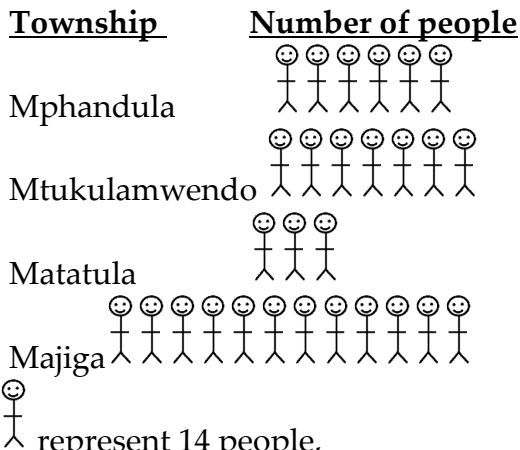 Township Number of people
Mphandula
Mtukulamwendo
Matatula
Majiga
represent 14 people,